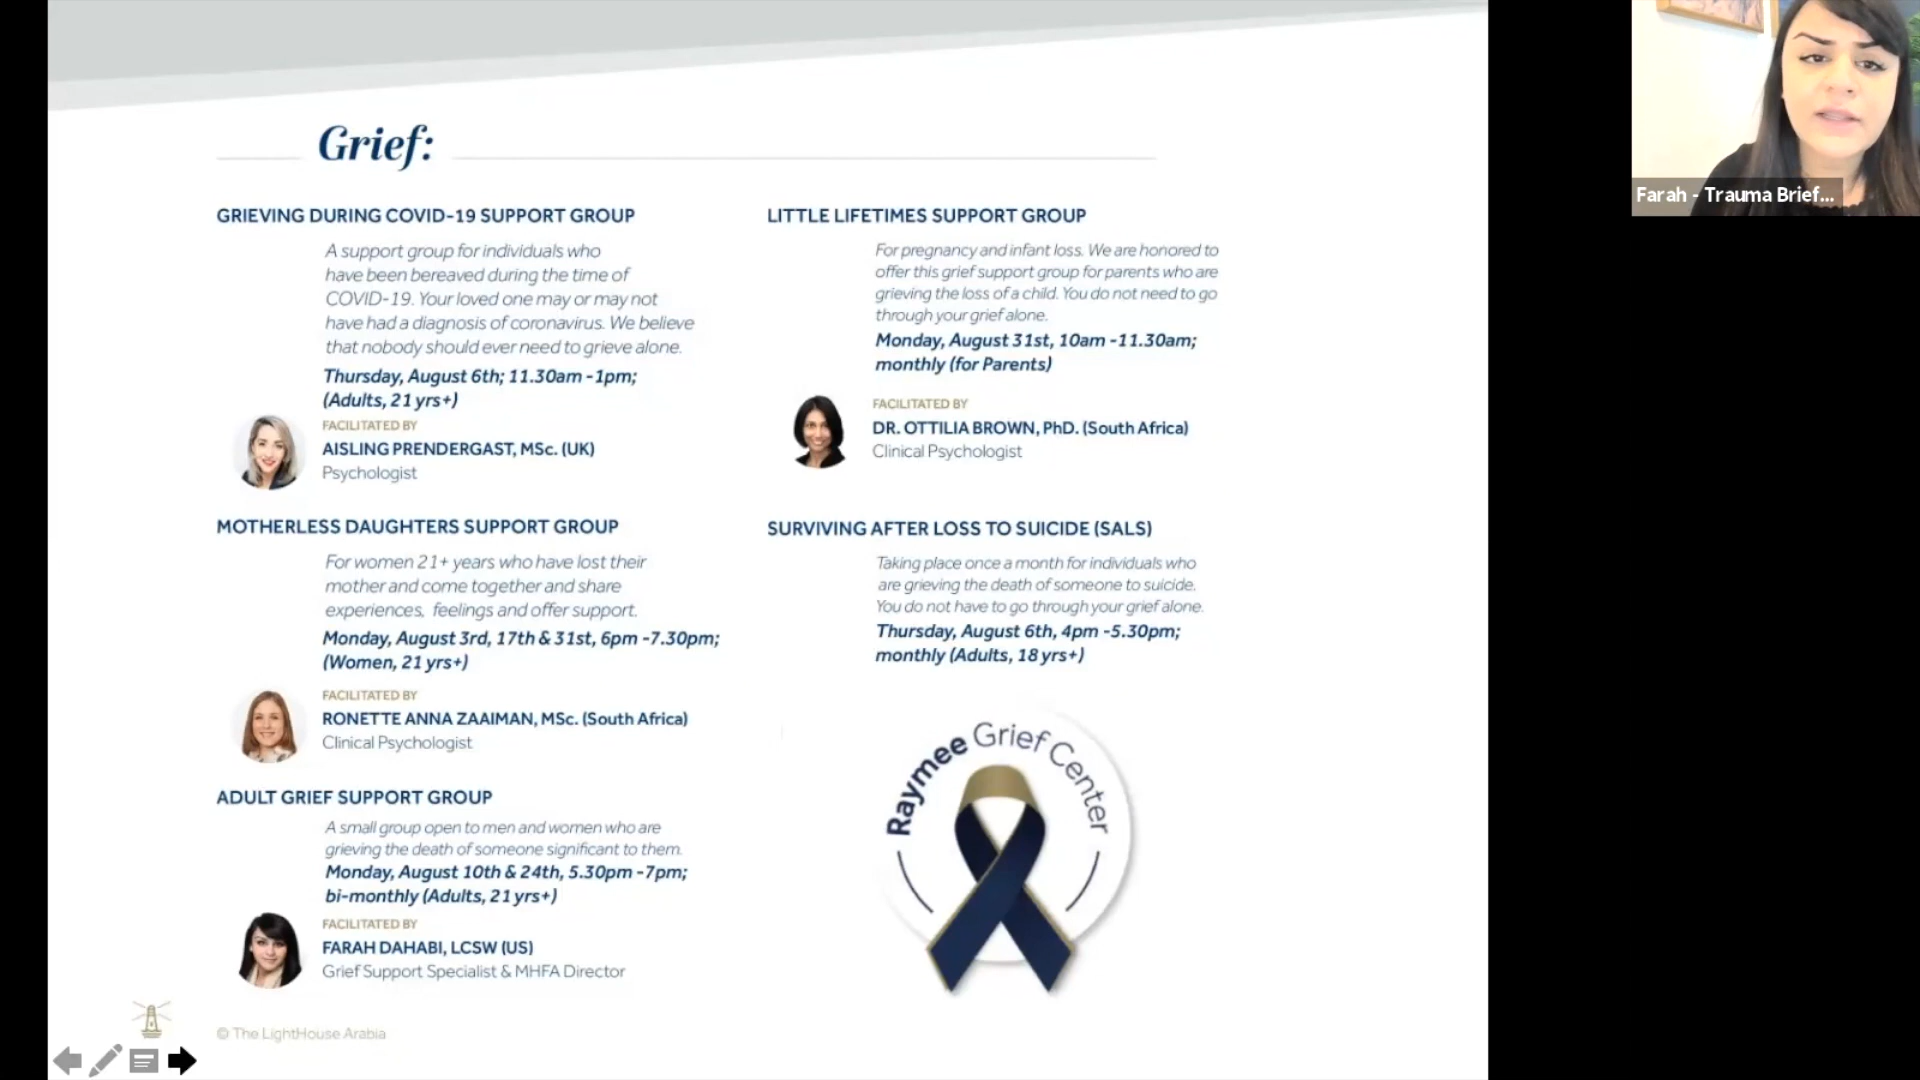 Grief:
GRIEVING DURING COVID-19 SUPPORT GROUP
A support group for individuals who
have been bereaved during the time of
COVID-19. Your loved one may or may not
have had a diagnosis of coronavirus. We believe
that nobody should ever need to grieve alone.
Thursday, August 6th; 11.30am -1pm;
(Adults, 21 yrs+)
FACILITATED BY
AISLING PRENDERGAST, MSc. (UK)
Psychologist
MOTHERLESS DAUGHTERS SUPPORT GROUP
For women 21+ years who have lost their
mother and come together and share
experiences, feelings and offer support.
Monday, August 3rd, 17th & 31st, 6pm -7.30pm;
(Women, 21 yrs+)
FACILITATED BY
RONETTE ANNA ZAAIMAN, MSc. (South Africa)
Clinical Psychologist
ADULT GRIEF SUPPORT GROUP
A small group open to men and women who are
grieving the death of someone significant to them.
Monday, August 10th & 24th, 5.30pm -7pm;
bi-monthly (Adults, 21 yrs+)
FACILITATED BY
FARAH DAHABI, LCSW (US)
Grief Support Specialist & MHFA Director
LITTLE LIFETIMES SUPPORT GROUP
For pregnancy and infant loss. We are honored to
offer this grief support group for parents who are
grieving the loss of a child. You do not need to go
through your grief alone.
Monday, August 31st, 10am -11.30am;
monthly (for Parents)
FACILITATED BY
DR. OTTILIA BROWN, PhD. (South Africa)
Clinical Psychologist
SURVIVING AFTER LOSS TO SUICIDE (SALS)
Taking place once a month for individuals who
are grieving the death of someone to suicide.
You do not have to go through your grief alone.
Thursday, August 6th, 4pm -5.30pm;
monthly (Adults, 18 yrs+)
Raymee Grief Center
© The LightHouse Arabia
Farah - Trauma Brief...